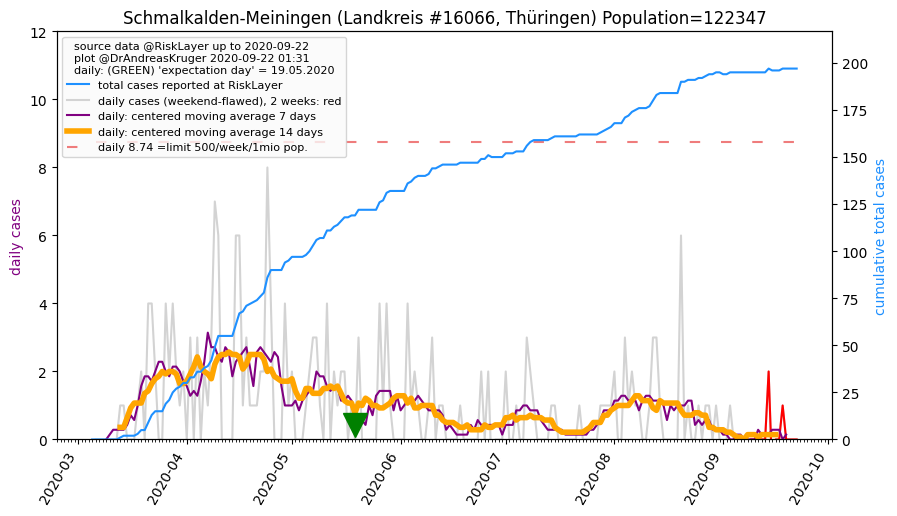 Schmalkalden-Meiningen (Landkreis #16066, Thüringen) Population=122347
source data @RiskLayer up to 2020-09-22
plot @DrAndreasKruger 2020-09-22 01:31
daily: (GREEN) 'expectation day' = 19.05.2020
total cases reported at RiskLayer
daily cases (weekend-flawed), 2 weeks: red
daily: centered moving average 7 days
daily: centered moving average 14 days
daily 8.74 =limit 500/week/1mio pop.
daily cases
12
10
8
6
4
2
0
cumulative total cases
200
175
150
125
100
75
50
25
0
2020-03
2020-04
2020-05
2020-06
2020-07
2020-08
2020-09
2020-10